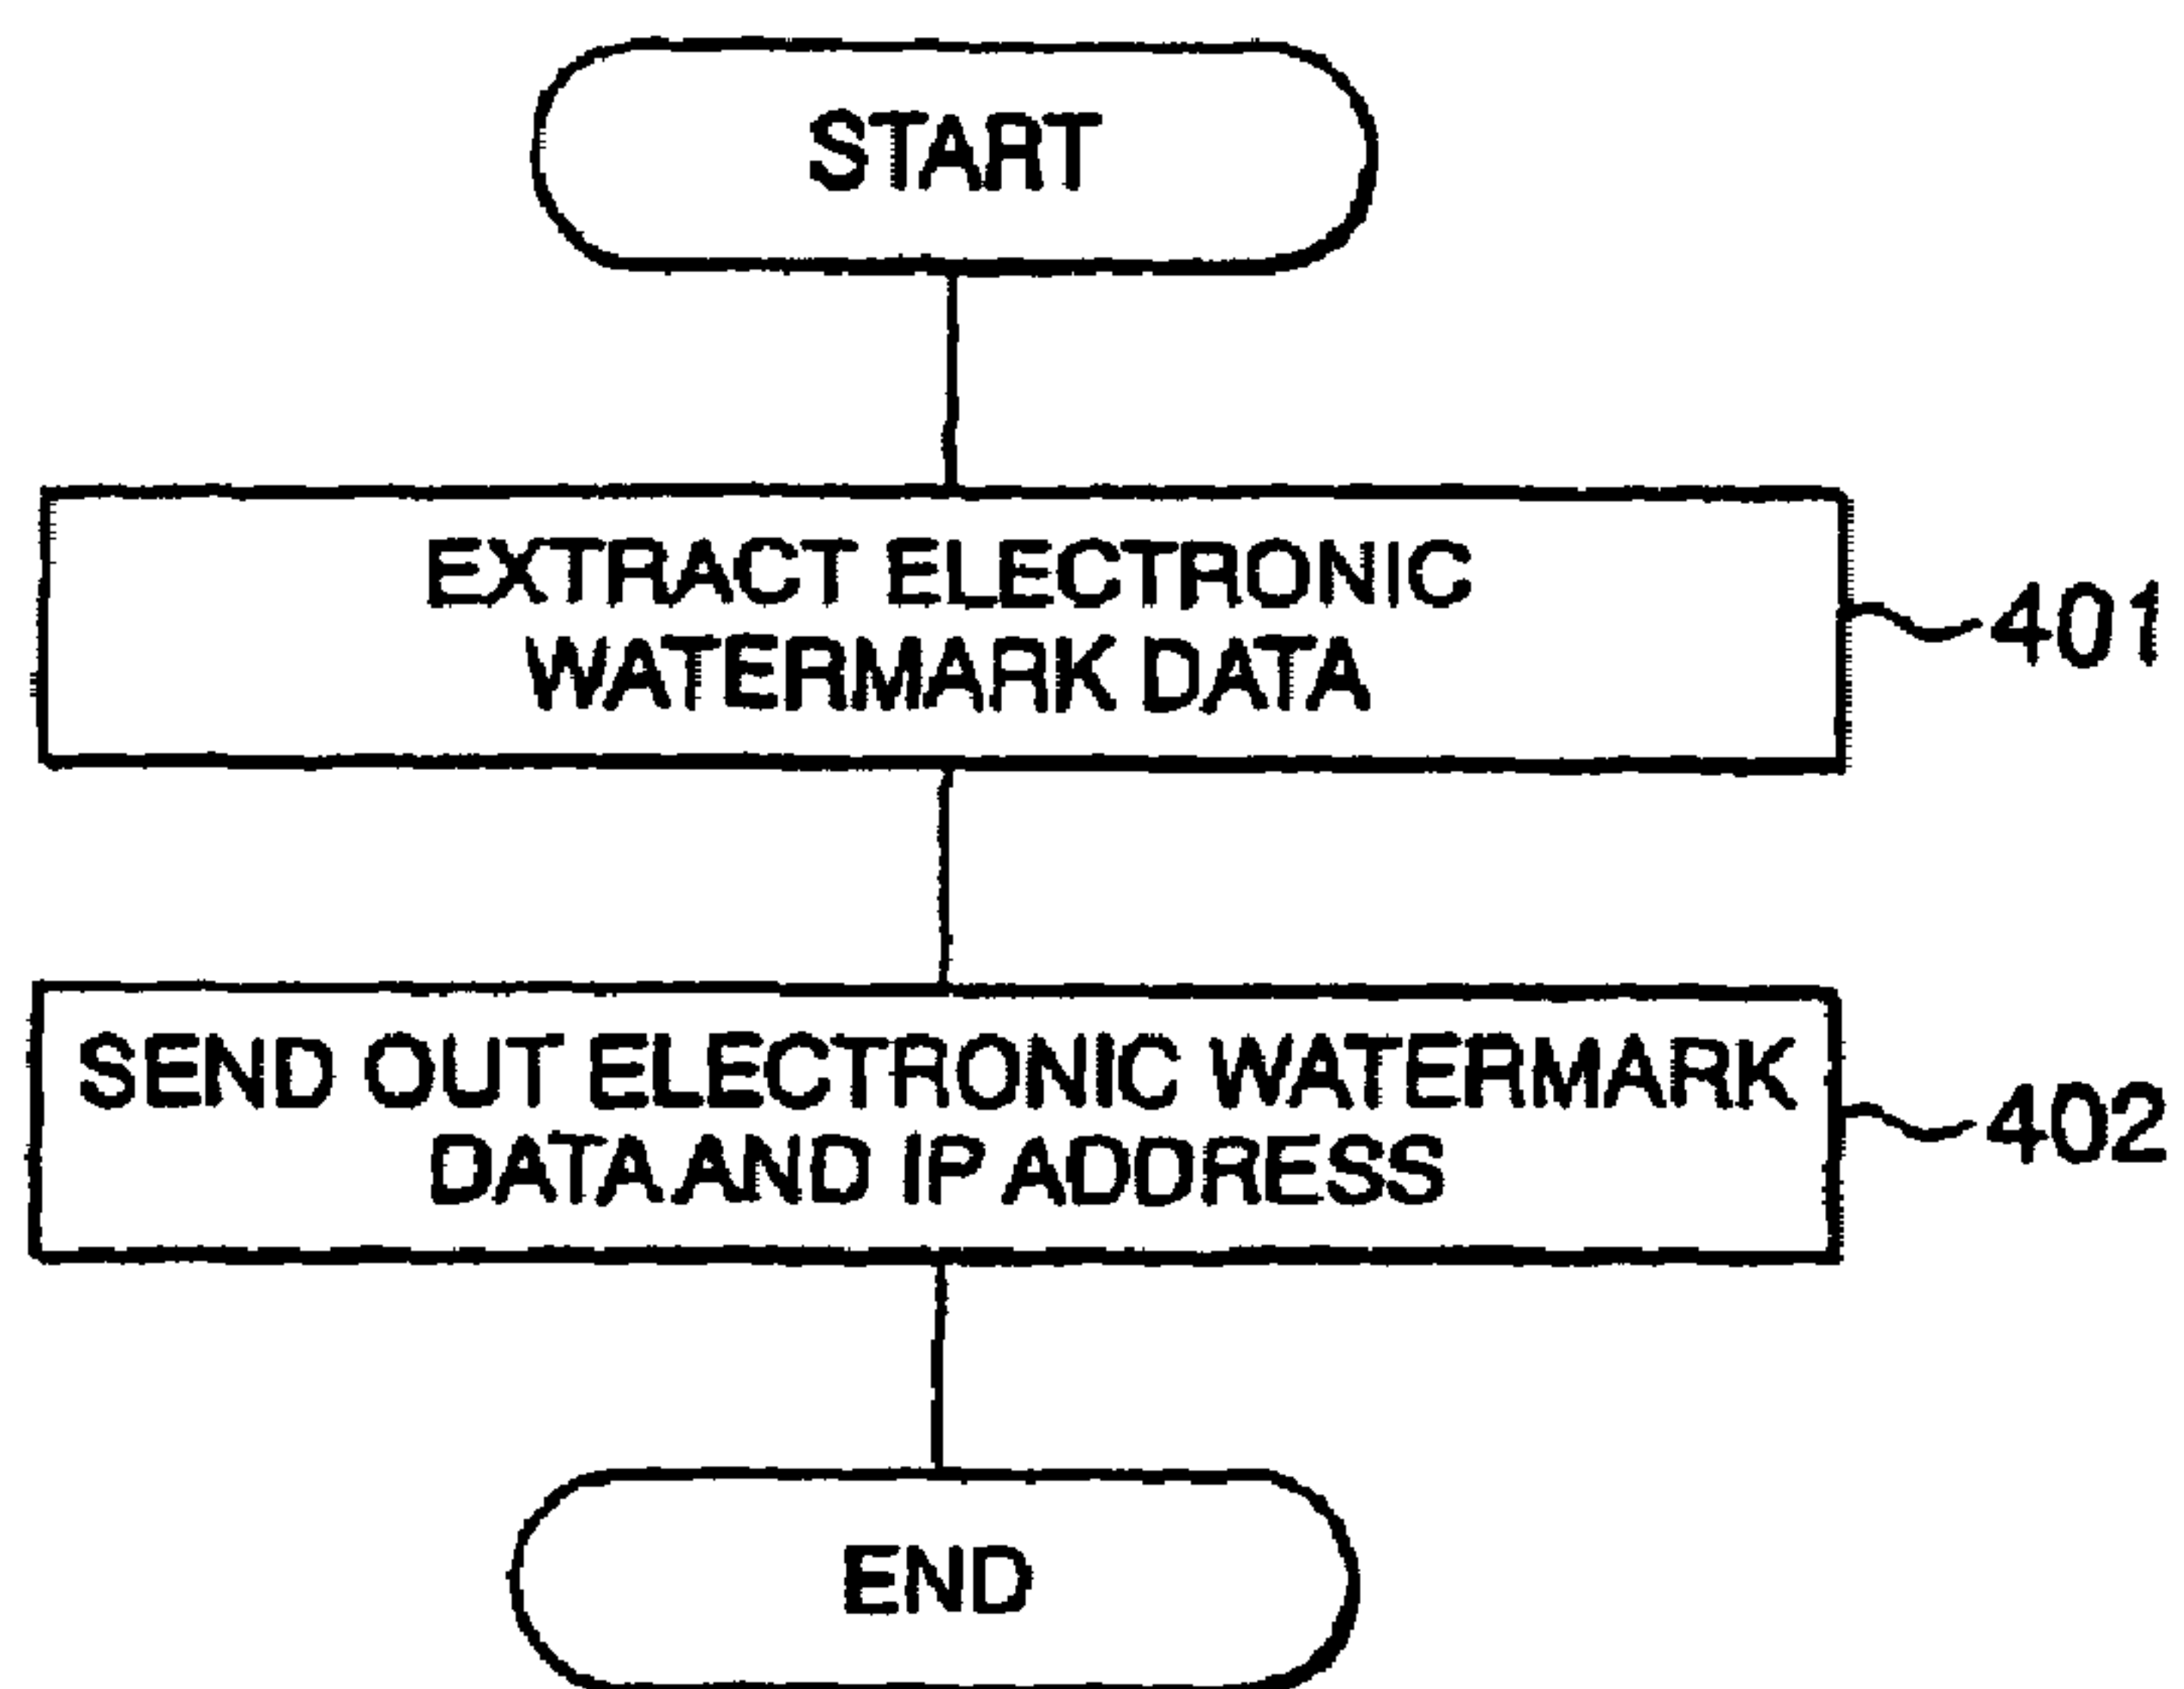 START
EXTRACT ELECTRONIC
WATERMARK DATA
401
SEND OUT ELECTRONIC WATERMARK
DATA AND IP ADDRESS
402
END